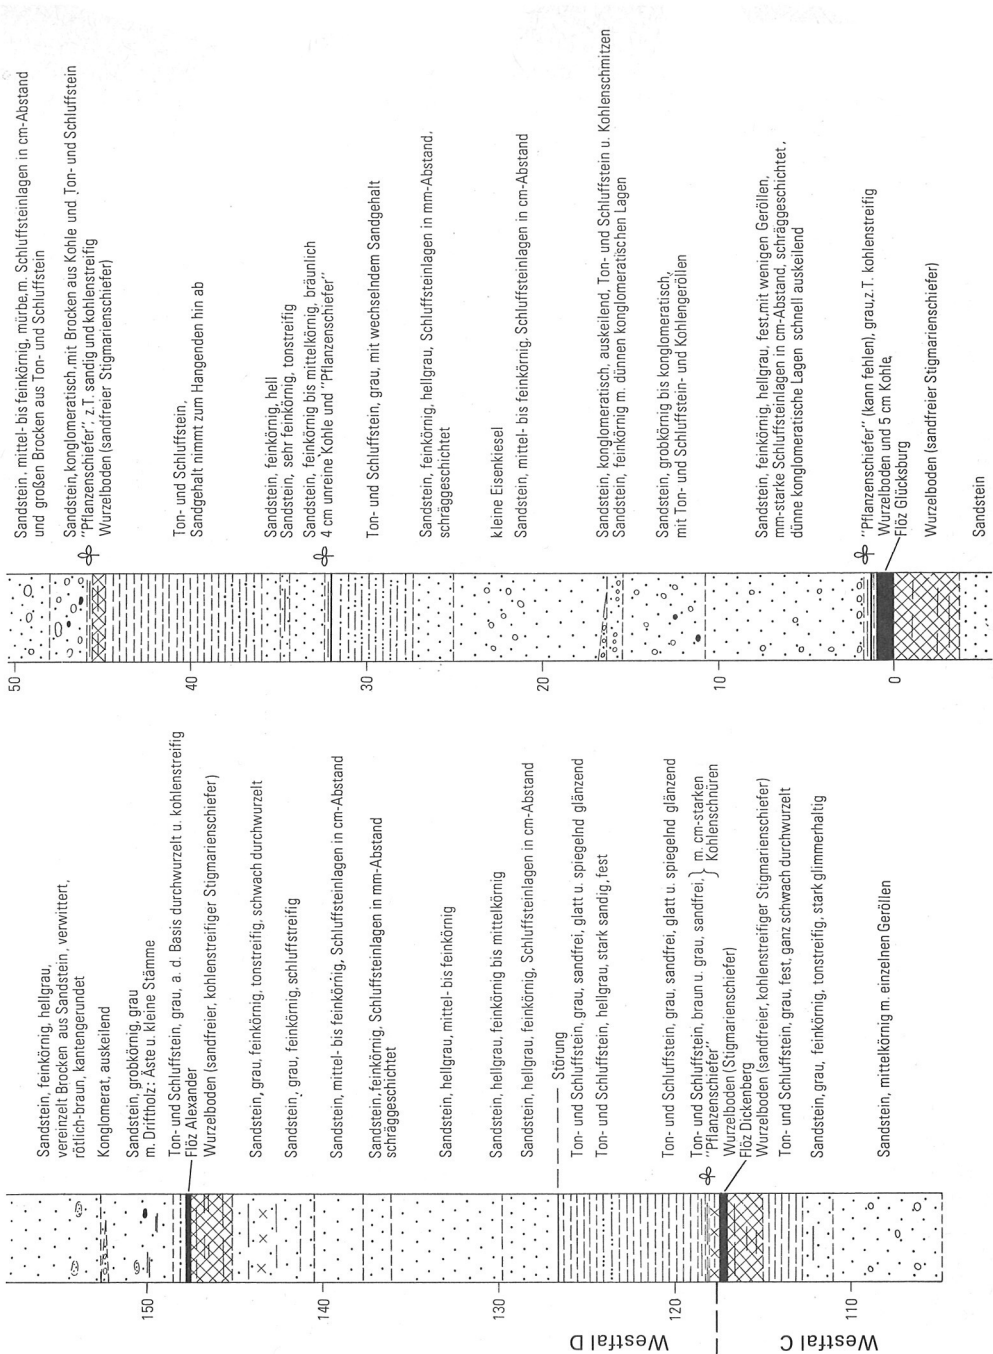 Sandstein, feinkörnig, hellgrau,
vereinzelt Brocken aus Sandstein, verwittert,
rötlich-braun, kantengerundet
Konglomerat, auskeilend
Sandstein, grobkörnig, grau
m. Driftholz: Äste u. kleine Stämme
Ton- und Schluffstein, grau, a. d. Basis durchwurzelt u. kohlenstreifig
Flöz Alexander
Wurzelboden (sandfreier, kohlenstreifiger Stigmarienschiefer)
Sandstein, grau, feinkörnig, tonstreifig, schwach durchwurzelt
Sandstein, grau, feinkörnig, schluffstreifig
Sandstein, mittel- bis feinkörnig, Schluffsteinlagen in cm-Abstand
Sandstein, feinkörnig, Schluffsteinlagen in mm-Abstand
schräggeschichtet
Sandstein, hellgrau, mittel- bis feinkörnig
Sandstein, hellgrau, feinkörnig bis mittelkörnig
Sandstein, hellgrau, feinkörnig, Schluffsteinlagen in cm-Abstand
Störung
Ton- und Schluffstein, grau, sandfrei, glatt u. spiegelnd glänzend
Ton- und Schluffstein, hellgrau, stark sandig, fest
Ton- und Schluffstein, grau, sandfrei, glatt u. spiegelnd glänzend
Ton- und Schluffstein, braun u. grau, sandfrei, } m. cm-starken
"Pflanzenschiefer" Kohlenschnüren
Wurzelboden (Stigmarienschiefer)
Flöz Dickenberg
Wurzelboden (sandfreier, kohlenstreifiger Stigmarienschiefer)
Ton- und Schluffstein, grau, fest, ganz schwach durchwurzelt
Sandstein, grau, feinkörnig, tonstreifig, stark glimmerhaltig
Sandstein, mittelkörnig m. einzelnen Geröllen
150
140
130
120
110
Westfal D
Westfal C
Sandstein, mittel- bis feinkörnig, mürbe, m. Schluffsteinlagen in cm-Abstand
und großen Brocken aus Ton- und Schluffstein
Sandstein, konglomeratisch, mit Brocken aus Kohle und Ton- und Schluffstein
"Pflanzenschiefer", z.T. sandig und kohlenstreifig
Wurzelboden (sandfreier Stigmarienschiefer)
Ton- und Schluffstein,
Sandgehalt nimmt zum Hangenden hin ab
Sandstein, feinkörnig, hell
Sandstein, sehr feinkörnig, tonstreifig
Sandstein, feinkörnig bis mittelkörnig, bräunlich
4 cm unreine Kohle und "Pflanzenschiefer"
Ton- und Schluffstein, grau, mit wechselndem Sandgehalt
Sandstein, feinkörnig, hellgrau, Schluffsteinlagen in mm-Abstand,
schräggeschichtet
kleine Eisenkiesel
Sandstein, mittel- bis feinkörnig, Schluffsteinlagen in cm-Abstand
Sandstein, konglomeratisch, auskeilend, Ton- und Schluffstein u. Kohlenschmitzen
Sandstein, feinkörnig m. dünnen konglomeratischen Lagen
Sandstein, grobkörnig bis konglomeratisch,
mit Ton- und Schluffstein- und Kohlengeröllen
Sandstein, feinkörnig, hellgrau, fest, mit wenigen Geröllen,
mm-starke Schluffsteinlagen in cm-Abstand, schräggeschichtet,
dünne konglomeratische Lagen schnell auskeilend
"Pflanzenschiefer" (kann fehlen), grau, z.T. kohlenstreifig
Wurzelboden und 5 cm Kohle
Flöz Glücksburg
Wurzelboden (sandfreier Stigmarienschiefer)
Sandstein
50
40
30
20
10
0